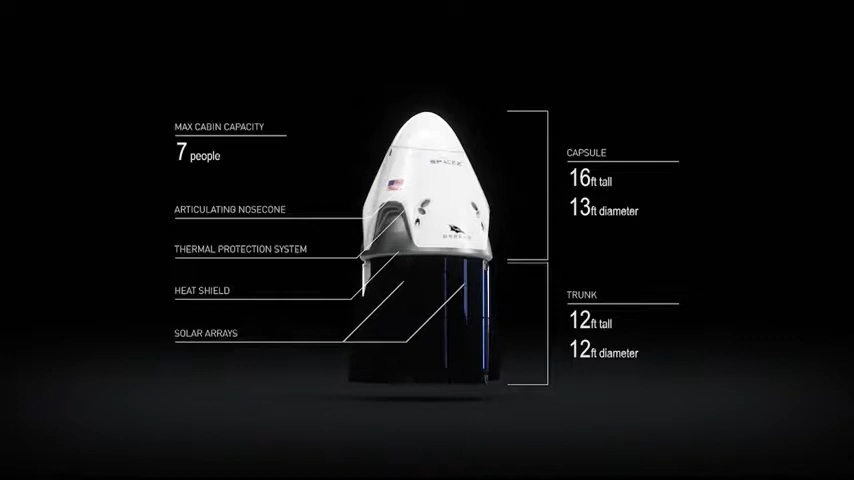 MAX CABIN CAPACITY
7 people
ARTICULATING NOSECONE
THERMAL PROTECTION SYSTEM
HEAT SHIELD
SOLAR ARRAYS
SPACEX
CAPSULE
16ft tall
13ft diameter
TRUNK
12ft tall
12ft diameter